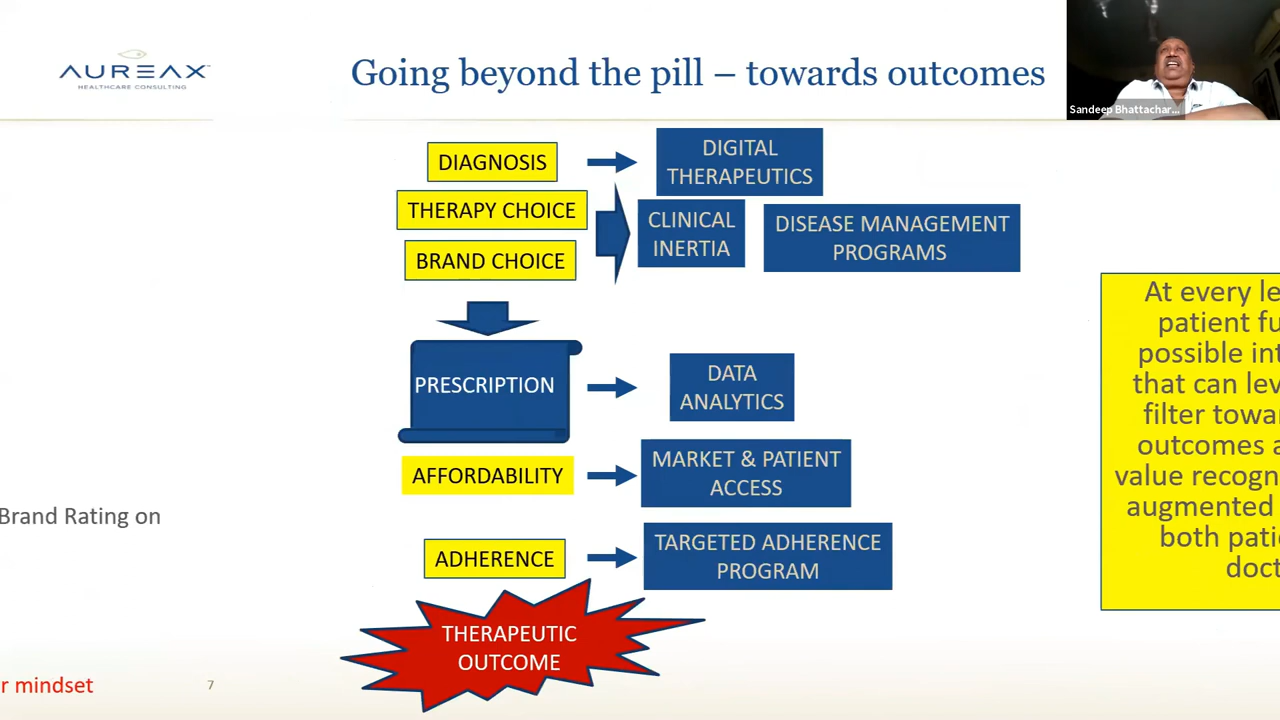 AUREAX
HEALTHCARE CONSULTING
Going beyond the pill – towards outcomes
Sandeep Bhattachar...
DIAGNOSIS
DIGITAL
THERAPEUTICS
THERAPY CHOICE
BRAND CHOICE
CLINICAL
INERTIA
DISEASE MANAGEMENT
PROGRAMS
PRESCRIPTION
DATA
ANALYTICS
AFFORDABILITY
MARKET & PATIENT
ACCESS
ADHERENCE
TARGETED ADHERENCE
PROGRAM
THERAPEUTIC
OUTCOME
At every le
patient fu
possible int
that can lev
filter towa
outcomes a
value recogn
augmented
both patie
doct
Brand Rating on
r mindset
7